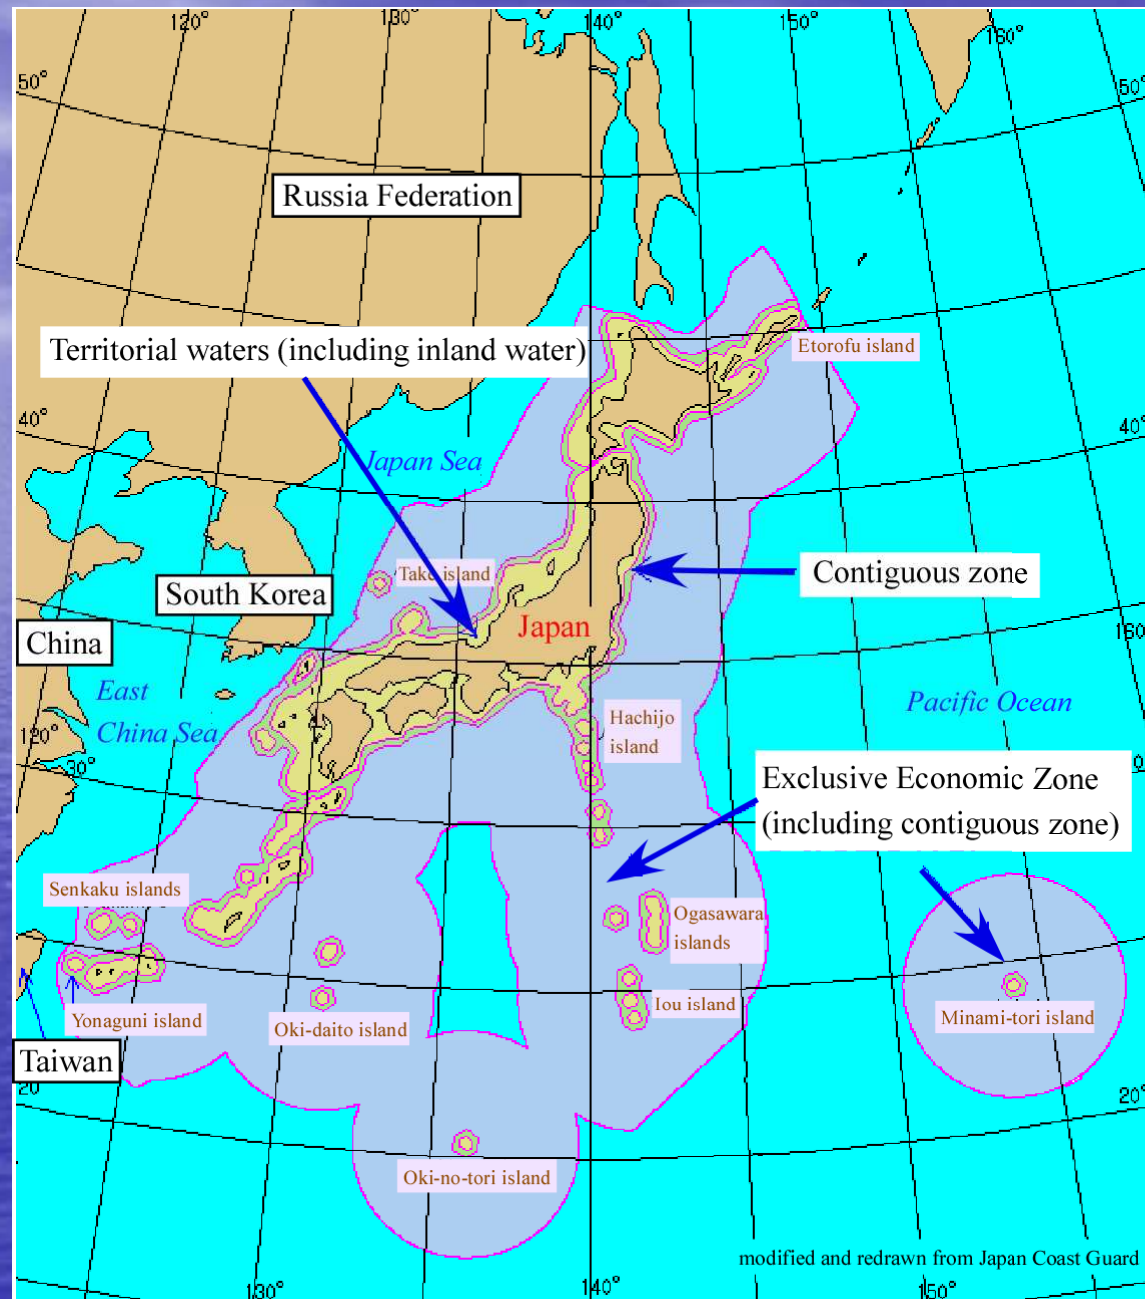 120°
130°
140°
150°
160°
50°
50°
Russia Federation
Territorial waters (including inland water)
Etorofu island
40°
40°
Japan Sea
Take island
Contiguous zone
South Korea
Japan
China
160°
East
China Sea
Hachijo
island
Pacific Ocean
120°
30°
0
Exclusive Economic Zone
(including contiguous zone)
Senkaku islands
Ogasawara
islands
Yonaguni island
Oki-daito island
Iou island
Minami-tori island
Taiwan
20
20°
Oki-no-tori island
modified and redrawn from Japan Coast Guard
130°
140°
150°